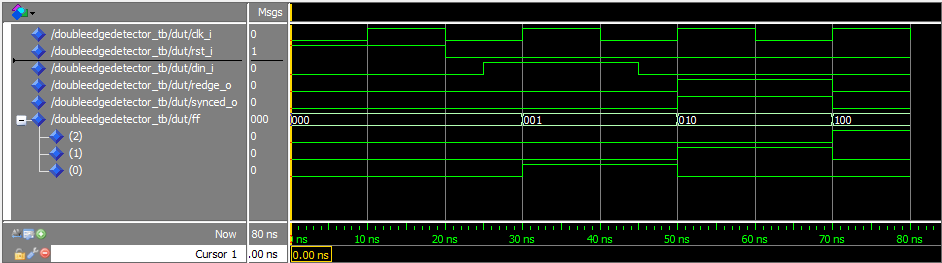 Msgs
/doubleedgedetector_tb/dut/clk_i 0
/doubleedgedetector_tb/dut/rst_i 1
/doubleedgedetector_tb/dut/din_i 0
/doubleedgedetector_tb/dut/redge_o 0
/doubleedgedetector_tb/dut/synced_o 0
/doubleedgedetector_tb/dut/ff 000 000 001 010 100
(2) 0
(1) 0
(0) 0
Now 80 ns ns 10 ns 20 ns 30 ns 40 ns 50 ns 60 ns 70 ns 80 ns
Cursor 1 .00 ns 0.00 ns